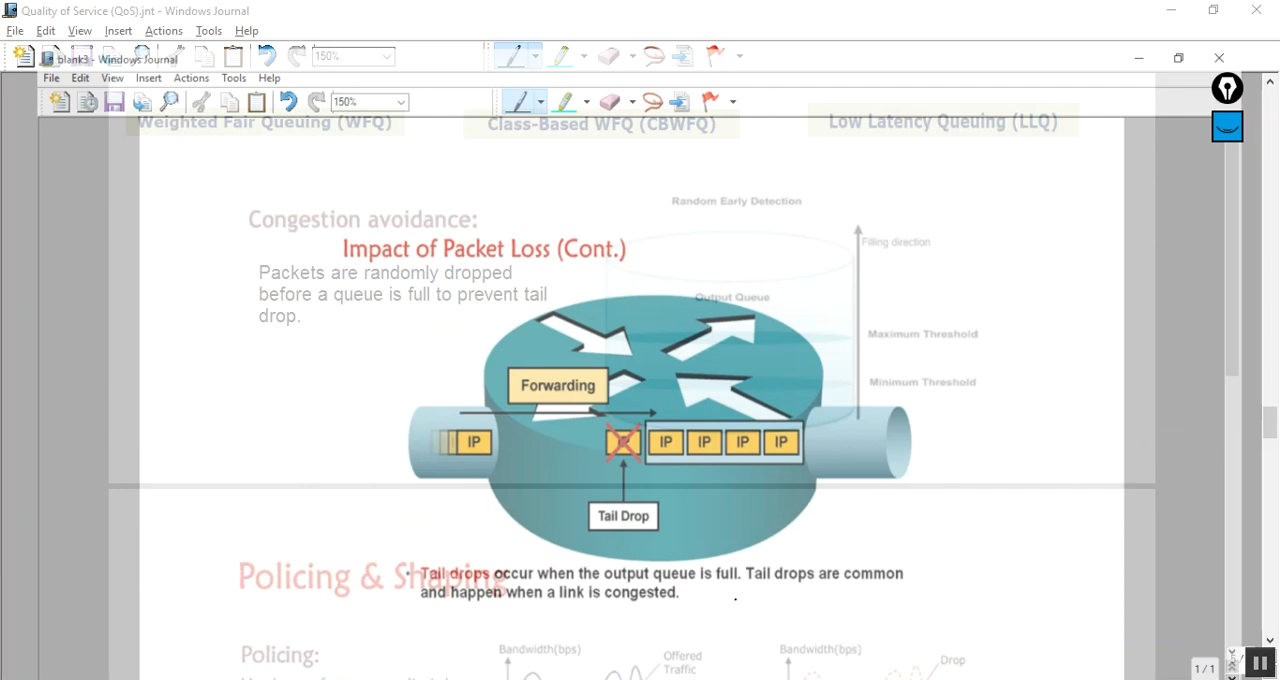 Quality of Service (QoS).jnt - Windows Journal
File Edit View Insert Actions Tools Help
150%
blank3 - Windows Journal
File Edit View Insert Actions Tools Help
150%
Weighted Fair Queuing (WFQ) Class-Based WFQ (CBWFQ) Low Latency Queuing (LLQ)
Random Early Detection
Congestion avoidance:
Filling direction
Impact of Packet Loss (Cont.)
Packets are randomly dropped
before a queue is full to prevent tail
drop.
Output Queue
Maximum Threshold
Minimum Threshold
Forwarding
IP IP IP IP IP
Tail Drop
Policing & Shaping
• Tail drops occur when the output queue is full. Tail drops are common
and happen when a link is congested.
Policing:
Bandwidth(bps) Offered
Traffic
Bandwidth(bps) Drop
1 / 1